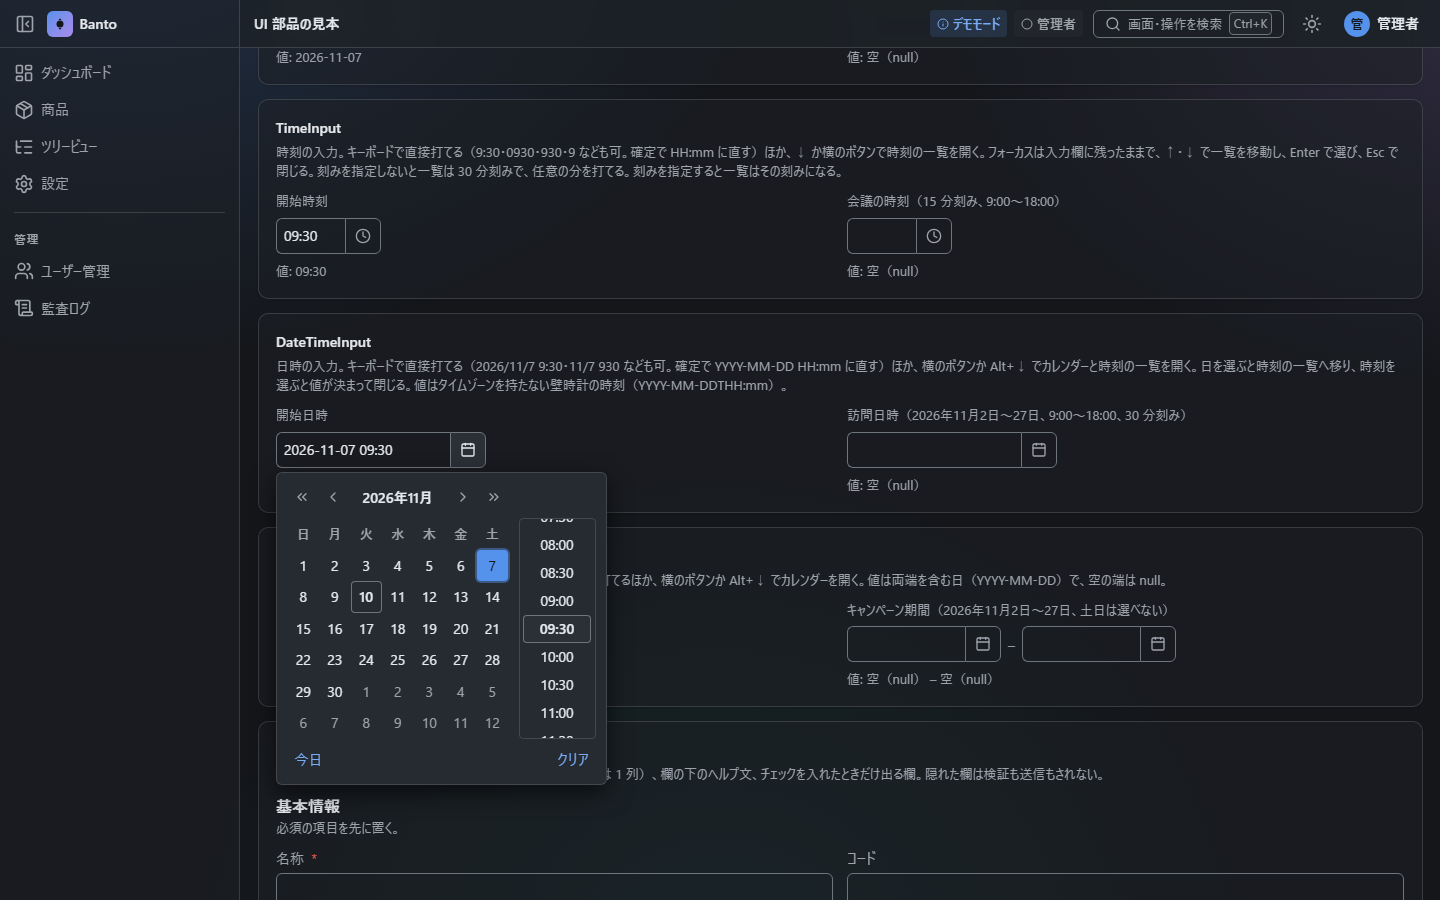 Banto
UI 部品の見本
デモモード
管理者
画面・操作を検索
Ctrl+K
管
管理者
ダッシュボード
商品
ツリービュー
設定
管理
ユーザー管理
監査ログ
値: 2026-11-07
値: 空（null）
TimeInput
時刻の入力。キーボードで直接打てる（9:30・0930・930・9 なども可。確定で HH:mm に直す）ほか、↓ か横のボタンで時刻の一覧を開く。フォーカスは入力欄に残ったままで、↑・↓ で一覧を移動し、Enter で選び、Esc で
閉じる。刻みを指定しないと一覧は 30 分刻みで、任意の分を打てる。刻みを指定すると一覧はその刻みになる。
開始時刻
会議の時刻（15 分刻み、9:00〜18:00）
09:30
値: 09:30
値: 空（null）
DateTimeInput
日時の入力。キーボードで直接打てる（2026/11/7 9:30・11/7 930 なども可。確定で YYYY-MM-DD HH:mm に直す）ほか、横のボタンか Alt+↓ でカレンダーと時刻の一覧を開く。日を選ぶと時刻の一覧へ移り、時刻を
選ぶと値が決まって閉じる。値はタイムゾーンを持たない壁時計の時刻（YYYY-MM-DDTHH:mm）。
開始日時
訪問日時（2026年11月2日〜27日、9:00〜18:00、30 分刻み）
2026-11-07 09:30
値: 空（null）
2026年11月
日 月 火 水 木 金 土
1 2 3 4 5 6 7
8 9 10 11 12 13 14
15 16 17 18 19 20 21
22 23 24 25 26 27 28
29 30 1 2 3 4 5
6 7 8 9 10 11 12
今日
クリア
08:00
08:30
09:00
09:30
10:00
10:30
11:00
てるほか、横のボタンか Alt+↓ でカレンダーを開く。値は両端を含む日（YYYY-MM-DD）で、空の端は null。
キャンペーン期間（2026年11月2日〜27日、土日は選べない）
–
値: 空（null） – 空（null）
は 1 列）、欄の下のヘルプ文、チェックを入れたときだけ出る欄。隠れた欄は検証も送信もされない。
基本情報
必須の項目を先に置く。
名称 *
コード